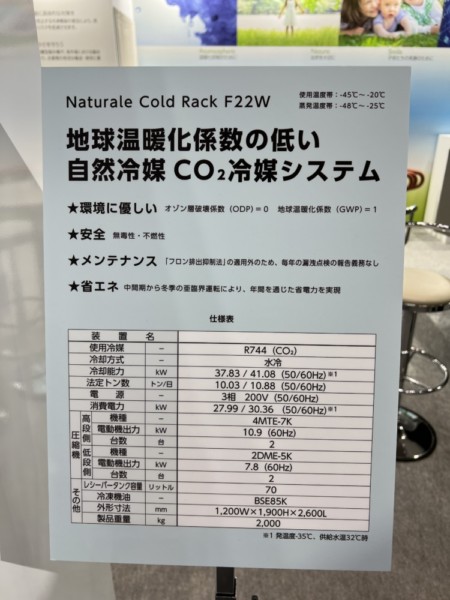 Naturale Cold Rack F22W
使用温度帯:-45℃～-20℃
蒸発温度帯:-48℃～-25℃
地球温暖化係数の低い
自然冷媒CO₂冷媒システム
★環境に優しい オゾン層破壊係数(ODP)=0 地球温暖化係数(GWP)=1
★安全 無毒性・不燃性
★メンテナンス 「フロン排出抑制法」の適用外のため、毎年の漏洩点検の報告義務なし
★省エネ 中間期から冬季の亜臨界運転により、年間を通じた省電力を実現
仕様表
装置名
使用冷媒 － R744 (CO₂)
冷却方式 － 水冷
冷却能力 kW 37.83 / 41.08 (50/60Hz)※1
法定トン数 トン/日 10.03 / 10.88 (50/60Hz)
電源 － 3相 200V (50/60Hz)
消費電力 kW 27.99 / 30.36 (50/60Hz)※1
圧縮機 高段側 機種 － 4MTE-7K
電動機出力 kW 10.9 (60Hz)
台数 台 2
低段側 機種 － 2DME-5K
電動機出力 kW 7.8 (60Hz)
台数 台 2
その他 レシーバータンク容量 リットル 70
冷凍機油 － BSE85K
外形寸法 mm 1,200W×1,900H×2,600L
製品重量 kg 2,000
※1 発温度-35℃、供給水温32℃時